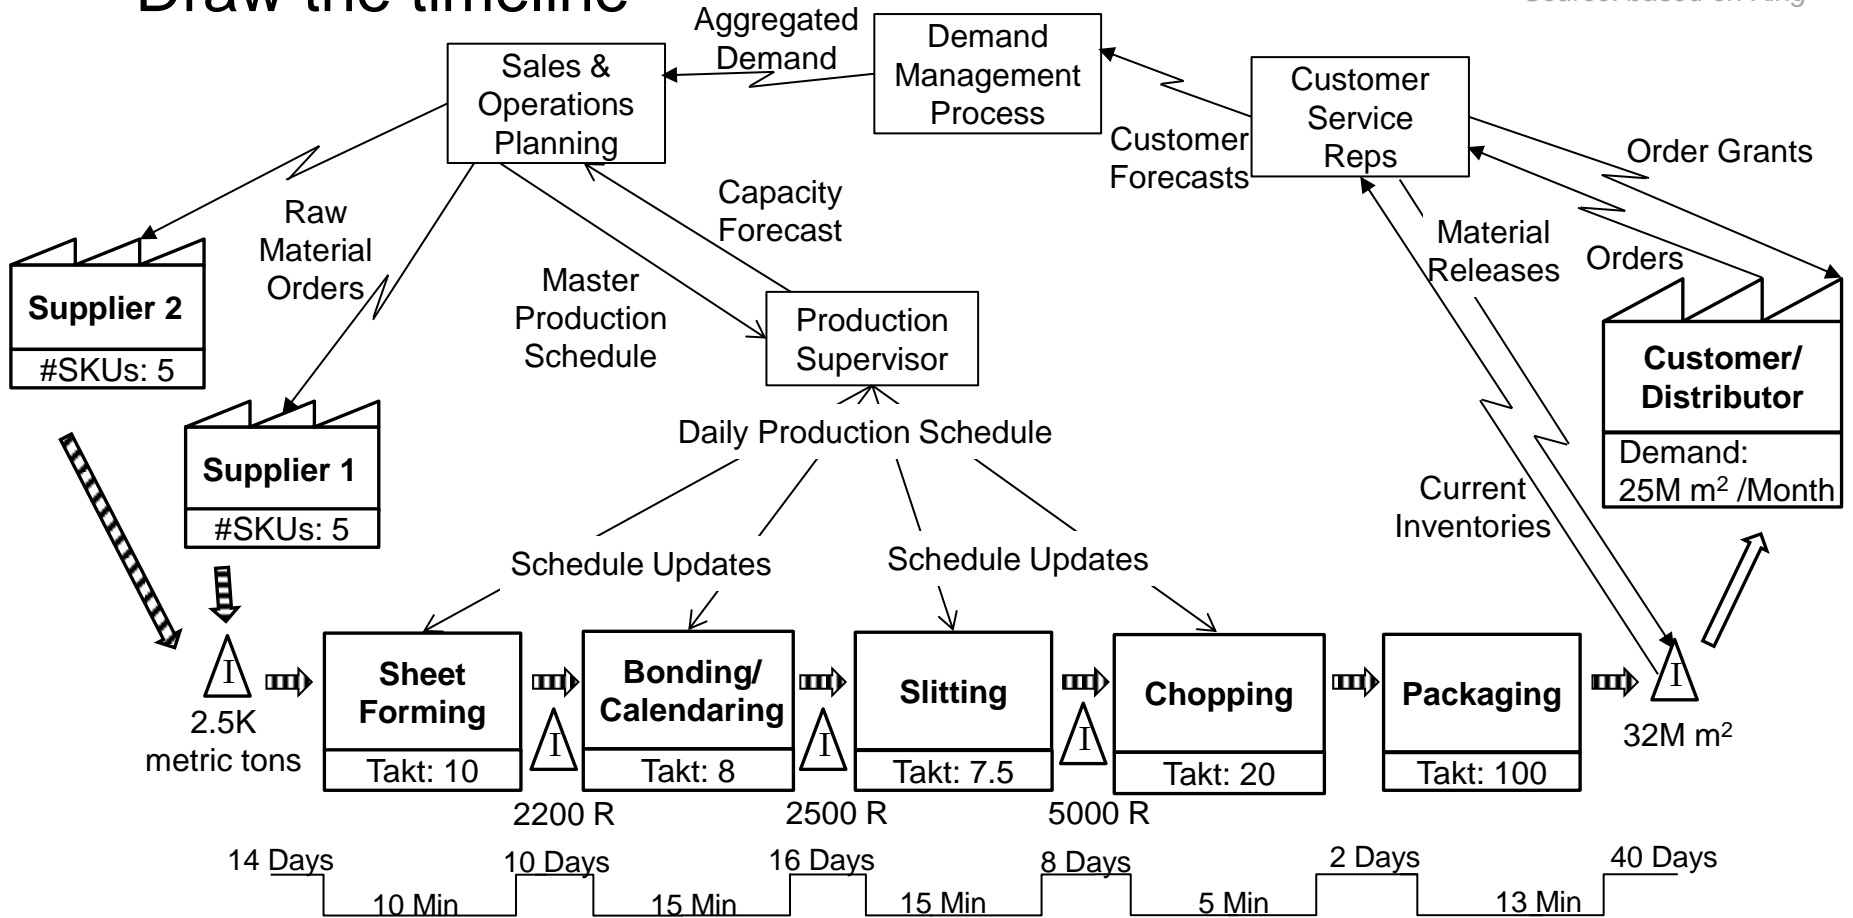 Draw the timeline
Source: based on King
Aggregated
Demand
Demand
Management
Process
Sales &
Operations
Planning
Customer
Service
Reps
Customer
Forecasts
Order Grants
Orders
Material
Releases
Capacity
Forecast
Raw
Material
Orders
Master
Production
Schedule
Production
Supervisor
Supplier 2
#SKUs: 5
Supplier 1
#SKUs: 5
Customer/
Distributor
Demand:
25M m² /Month
Daily Production Schedule
Current
Inventories
Schedule Updates
Schedule Updates
I
2.5K
metric tons
Sheet
Forming
Takt: 10
I
2200 R
Bonding/
Calendaring
Takt: 8
I
2500 R
Slitting
Takt: 7.5
I
5000 R
Chopping
Takt: 20
Packaging
Takt: 100
I
32M m²
14 Days
10 Days
16 Days
8 Days
2 Days
40 Days
10 Min
15 Min
15 Min
5 Min
13 Min